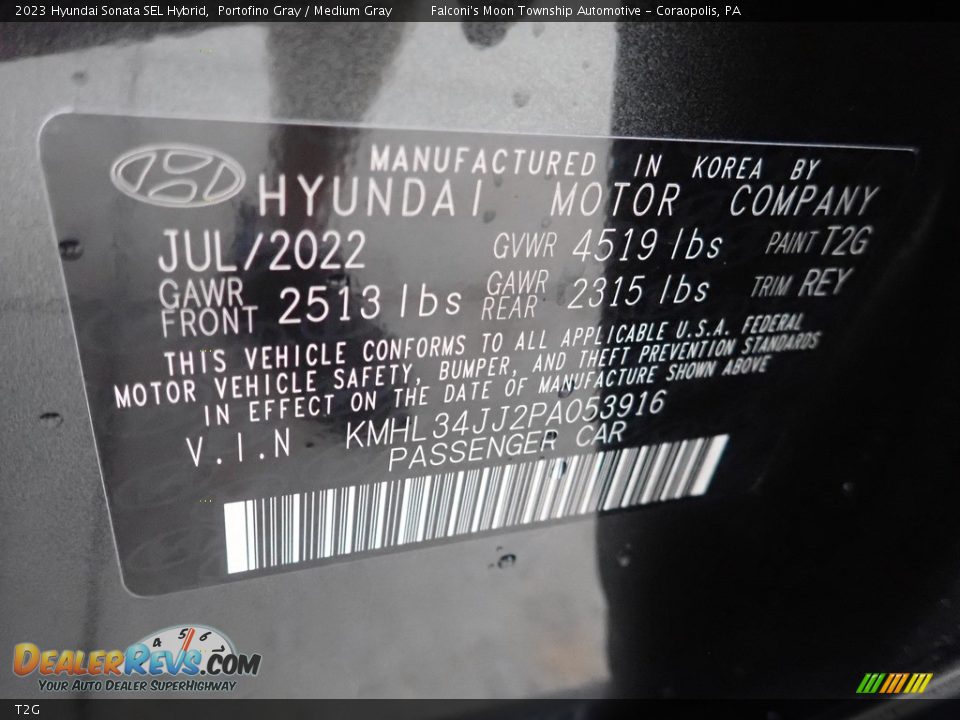 2023 Hyundai Sonata SEL Hybrid, Portofino Gray / Medium Gray Falconi's Moon Township Automotive - Coraopolis, PA
MANUFACTURED IN KOREA BY
HYUNDAI MOTOR COMPANY
JUL/2022 GVWR 4519 lbs PAINT T2G
GAWR FRONT 2513 lbs GAWR REAR 2315 lbs TRIM REY
THIS VEHICLE CONFORMS TO ALL APPLICABLE U.S.A. FEDERAL
MOTOR VEHICLE SAFETY, BUMPER, AND THEFT PREVENTION STANDARDS
IN EFFECT ON THE DATE OF MANUFACTURE SHOWN ABOVE
V.I.N KMHL34JJ2PA053916
PASSENGER CAR
4 5 6
DEALERREVS.COM
YOUR AUTO DEALER SUPERHIGHWAY
T2G